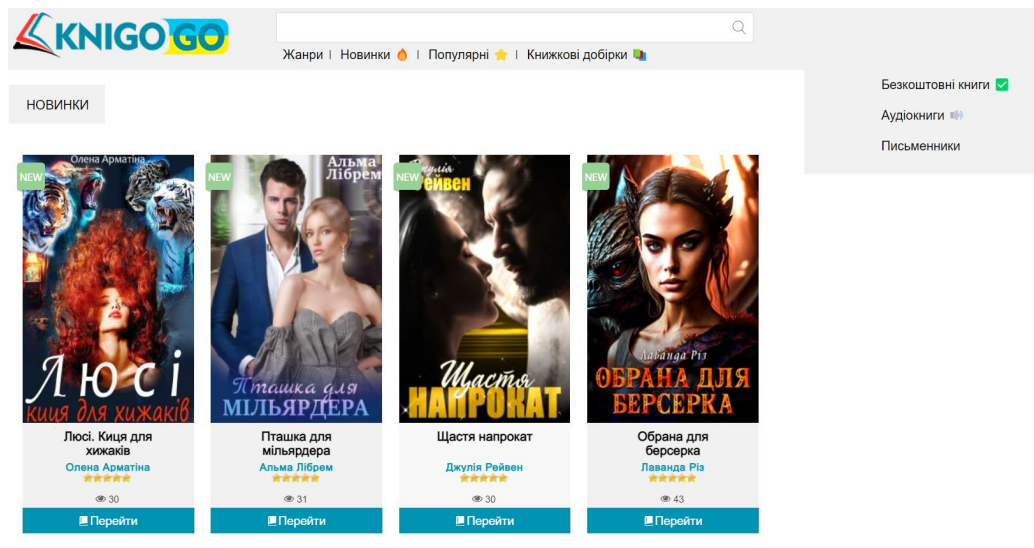 KNIGOGO
Жанри | Новинки | Популярні | Книжкові добірки
Безкоштовні книги
Аудіокниги
Письменники
НОВИНКИ
NEW
Олена Арматіна
Люсі
киця для хижаків
Люсі. Киця для
хижаків
Олена Арматіна
30
Перейти
NEW
Альма
Лібрем
Пташка для
МІЛЬЯРДЕРА
Пташка для
мільярдера
Альма Лібрем
31
Перейти
NEW
Джулія
Рейвен
Щастя
НАПРОКАТ
Щастя напрокат
Джулія Рейвен
30
Перейти
NEW
Лаванда Різ
ОБРАНА ДЛЯ
БЕРСЕРКА
Обрана для
берсерка
Лаванда Різ
43
Перейти